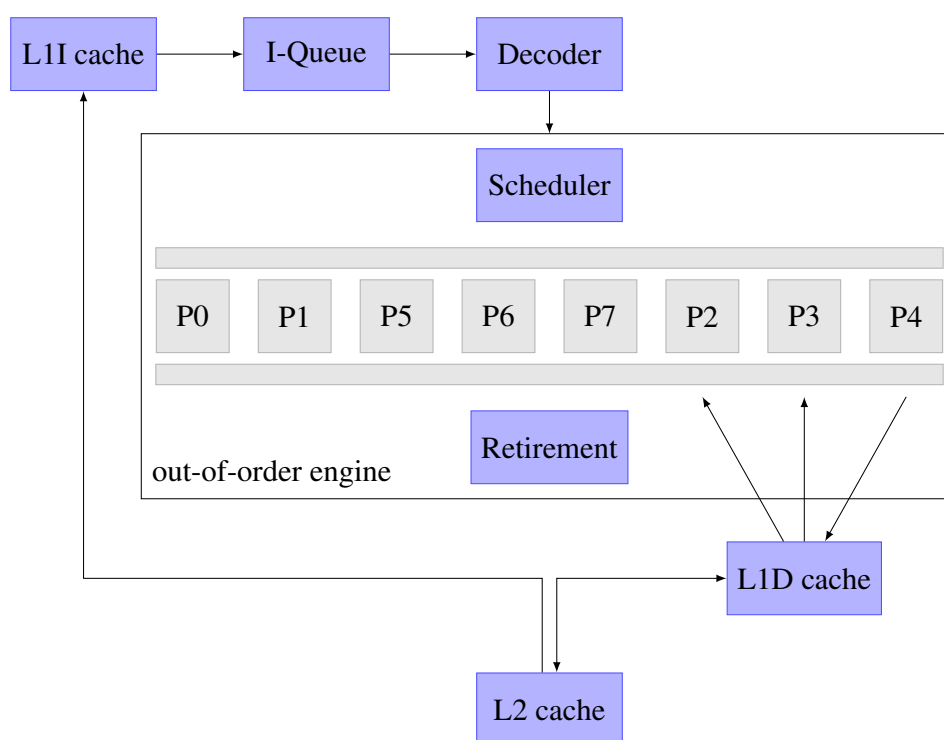 L1I cache
I-Queue
Decoder
Scheduler
P0
P1
P5
P6
P7
P2
P3
P4
Retirement
out-of-order engine
L1D cache
L2 cache